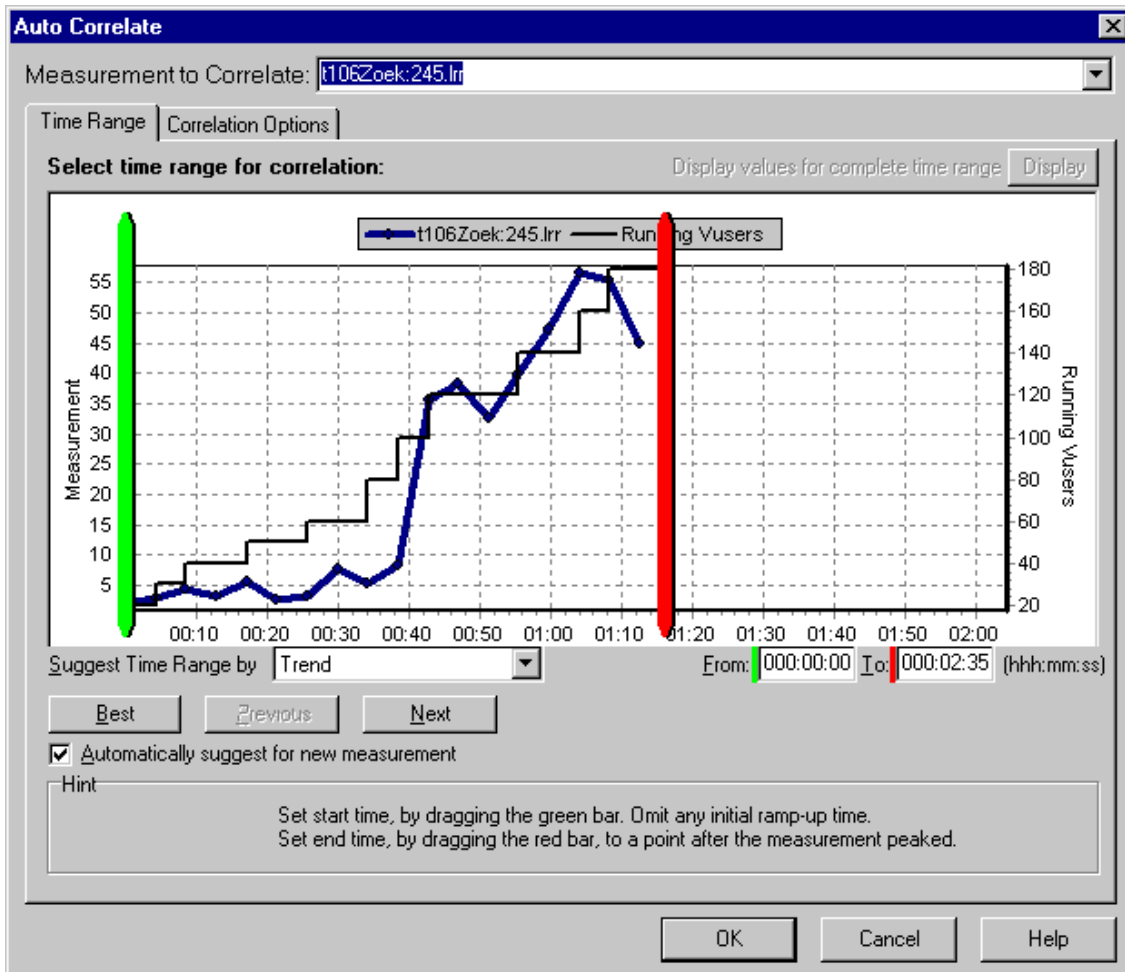 Auto Correlate
Measurement to Correlate: t106Zoek:245.lrr
Time Range Correlation Options
Select time range for correlation: Display values for complete time range Display
t106Zoek:245.lrr Running Vusers
Measurement
55
50
45
40
35
30
25
20
15
10
5
180
160
140
120
100
80
60
40
20
Running Vusers
00:10 00:20 00:30 00:40 00:50 01:00 01:10 01:20 01:30 01:40 01:50 02:00
Suggest Time Range by Trend From: 000:00:00 To: 000:02:35 (hhh:mm:ss)
Best Previous Next
Automatically suggest for new measurement
Hint
Set start time, by dragging the green bar. Omit any initial ramp-up time.
Set end time, by dragging the red bar, to a point after the measurement peaked.
OK Cancel Help